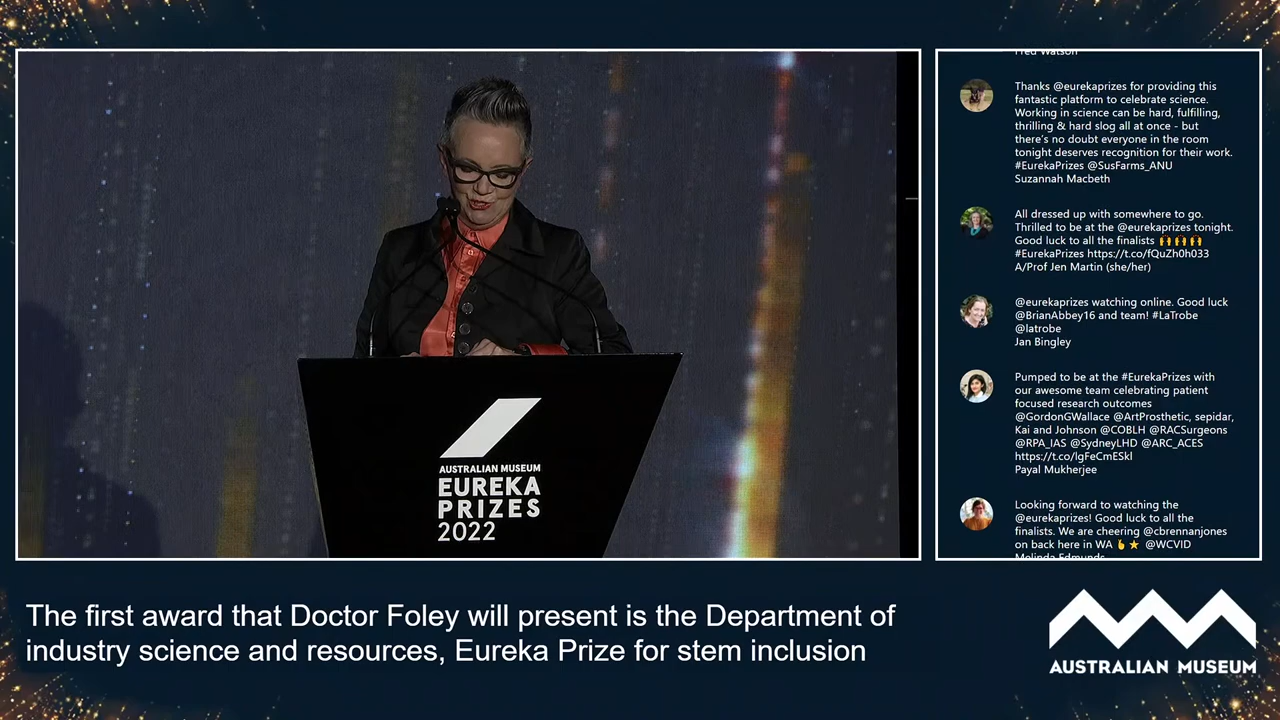 AUSTRALIAN MUSEUM
EUREKA
PRIZES
2022
Fred Watson
Thanks @eurekaprizes for providing this
fantastic platform to celebrate science.
Working in science can be hard, fulfilling,
thrilling & hard slog all at once - but
there's no doubt everyone in the room
tonight deserves recognition for their work.
#EurekaPrizes @SusFarms_ANU
Suzannah Macbeth
All dressed up with somewhere to go.
Thrilled to be at the @eurekaprizes tonight.
Good luck to all the finalists 🙌🙌🙌
#EurekaPrizes https://t.co/fQuZh0h033
A/Prof Jen Martin (she/her)
@eurekaprizes watching online. Good luck
@BrianAbbey16 and team! #LaTrobe
@latrobe
Jan Bingley
Pumped to be at the #EurekaPrizes with
our awesome team celebrating patient
focused research outcomes
@GordonGWallace @ArtProsthetic, sepidar,
Kai and Johnson @COBLH @RACSurgeons
@RPA_IAS @SydneyLHD @ARC_ACES
https://t.co/lgFeCmESkl
Payal Mukherjee
Looking forward to watching the
@eurekaprizes! Good luck to all the
finalists. We are cheering @cbrennanjones
on back here in WA 💪⭐ @WCVID
Melinda Edmunds
The first award that Doctor Foley will present is the Department of
industry science and resources, Eureka Prize for stem inclusion
AUSTRALIAN MUSEUM